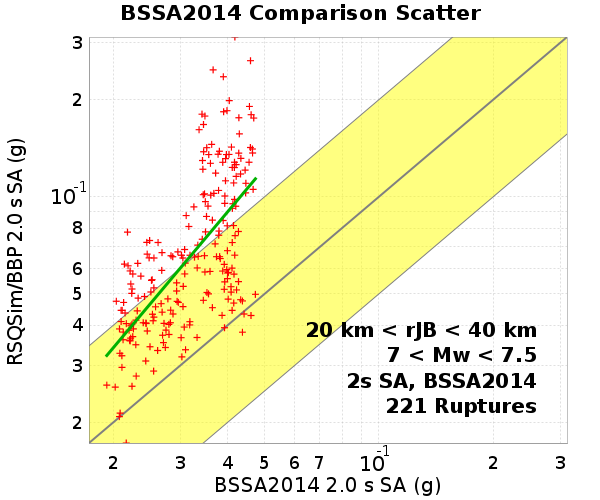 BSSA2014 Comparison Scatter
3
2
10-1
8
6
5
4
3
2
RSQSim/BBP 2.0 s SA (g)
20 km < rJB < 40 km
7 < Mw < 7.5
2s SA, BSSA2014
221 Ruptures
2 3 4 5 6 7 10-1 2 3
BSSA2014 2.0 s SA (g)